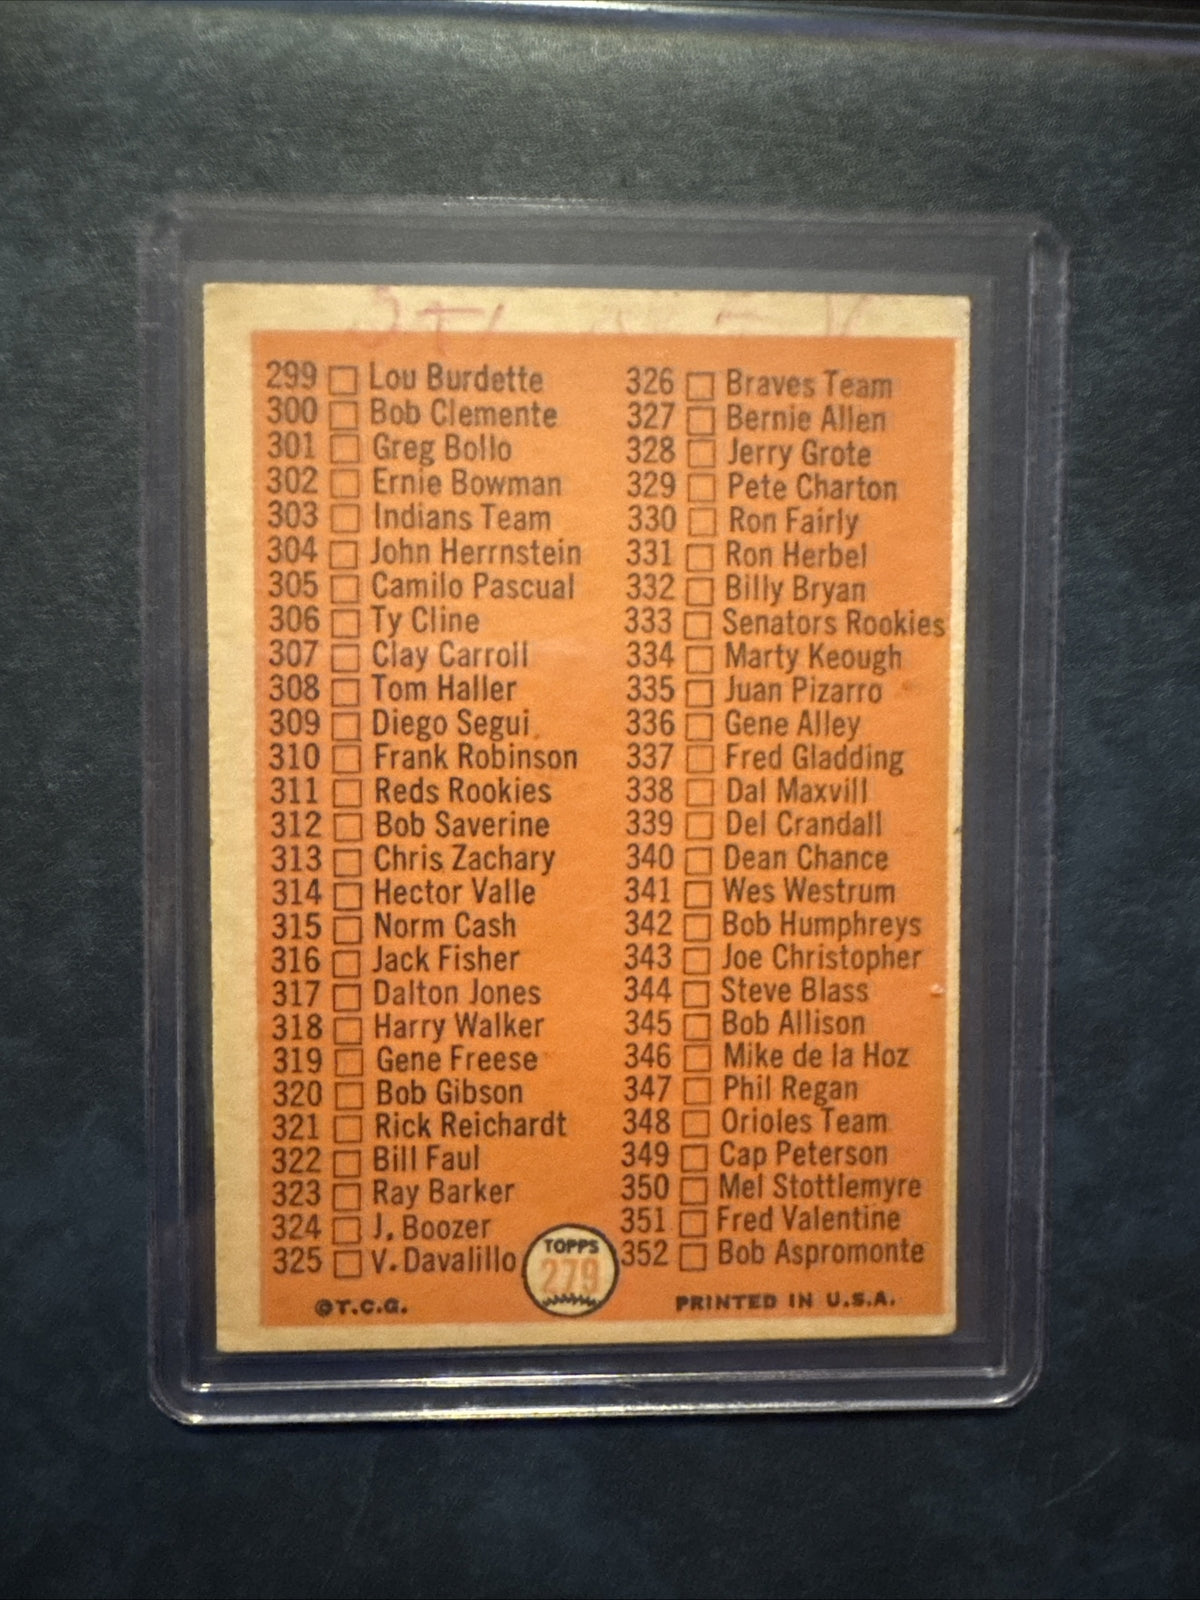 299 Lou Burdette
300 Bob Clemente
301 Greg Bollo
302 Ernie Bowman
303 Indians Team
304 John Herrnstein
305 Camilo Pascual
306 Ty Cline
307 Clay Carroll
308 Tom Haller
309 Diego Segui
310 Frank Robinson
311 Reds Rookies
312 Bob Saverine
313 Chris Zachary
314 Hector Valle
315 Norm Cash
316 Jack Fisher
317 Dalton Jones
318 Harry Walker
319 Gene Freese
320 Bob Gibson
321 Rick Reichardt
322 Bill Faul
323 Ray Barker
324 J. Boozer
325 V. Davalillo
326 Braves Team
327 Bernie Allen
328 Jerry Grote
329 Pete Charton
330 Ron Fairly
331 Ron Herbel
332 Billy Bryan
333 Senators Rookies
334 Marty Keough
335 Juan Pizarro
336 Gene Alley
337 Fred Gladding
338 Dal Maxvill
339 Del Crandall
340 Dean Chance
341 Wes Westrum
342 Bob Humphreys
343 Joe Christopher
344 Steve Blass
345 Bob Allison
346 Mike de la Hoz
347 Phil Regan
348 Orioles Team
349 Cap Peterson
350 Mel Stottlemyre
351 Fred Valentine
352 Bob Aspromonte
TOPPS
279
©T.C.G.
PRINTED IN U.S.A.